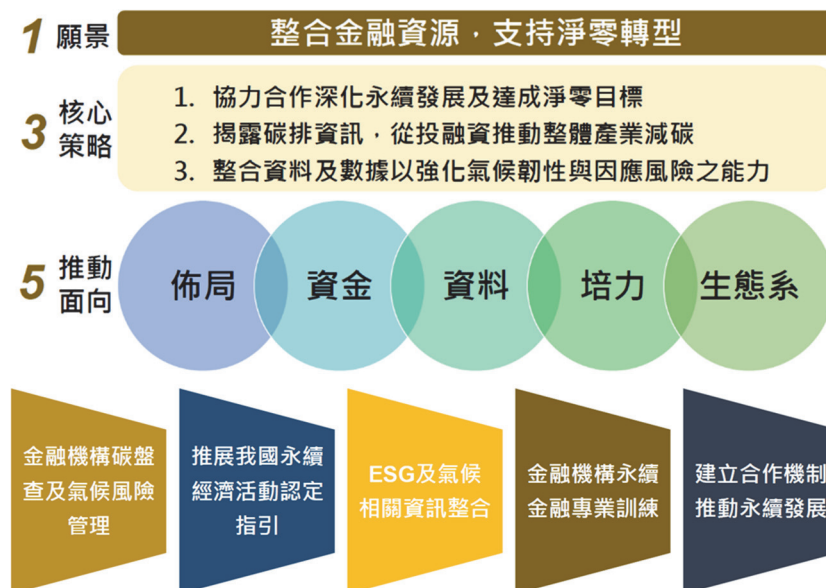 1 願景
整合金融資源，支持淨零轉型
3 核心
策略
1. 協力合作深化永續發展及達成淨零目標
2. 揭露碳排資訊，從投融資推動整體產業減碳
3. 整合資料及數據以強化氣候韌性與因應風險之能力
5 推動
面向
佈局
資金
資料
培力
生態系
金融機構碳盤
查及氣候風險
管理
推展我國永續
經濟活動認定
指引
ESG及氣候
相關資訊整合
金融機構永續
金融專業訓練
建立合作機制
推動永續發展